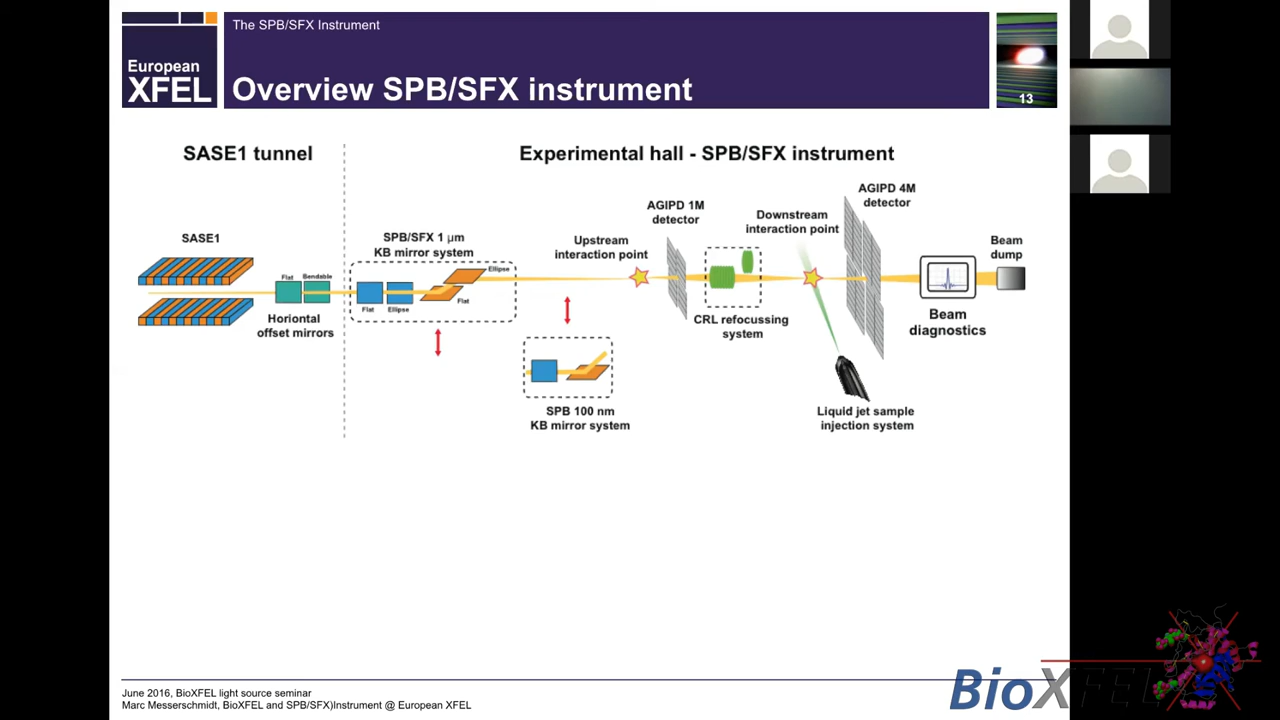 The SPB/SFX Instrument
European
XFEL
Overview SPB/SFX instrument
13
SASE1 tunnel
Experimental hall - SPB/SFX instrument
SASE1
Flat
Bendable
Horiontal
offset mirrors
SPB/SFX 1 µm
KB mirror system
Ellipse
Flat
Flat
Ellipse
Upstream
interaction point
SPB 100 nm
KB mirror system
AGIPD 1M
detector
CRL refocussing
system
Downstream
interaction point
AGIPD 4M
detector
Liquid jet sample
injection system
Beam
diagnostics
Beam
dump
June 2016, BioXFEL light source seminar
Marc Messerschmidt, BioXFEL and SPB/SFX)Instrument @ European XFEL
BioXFEL